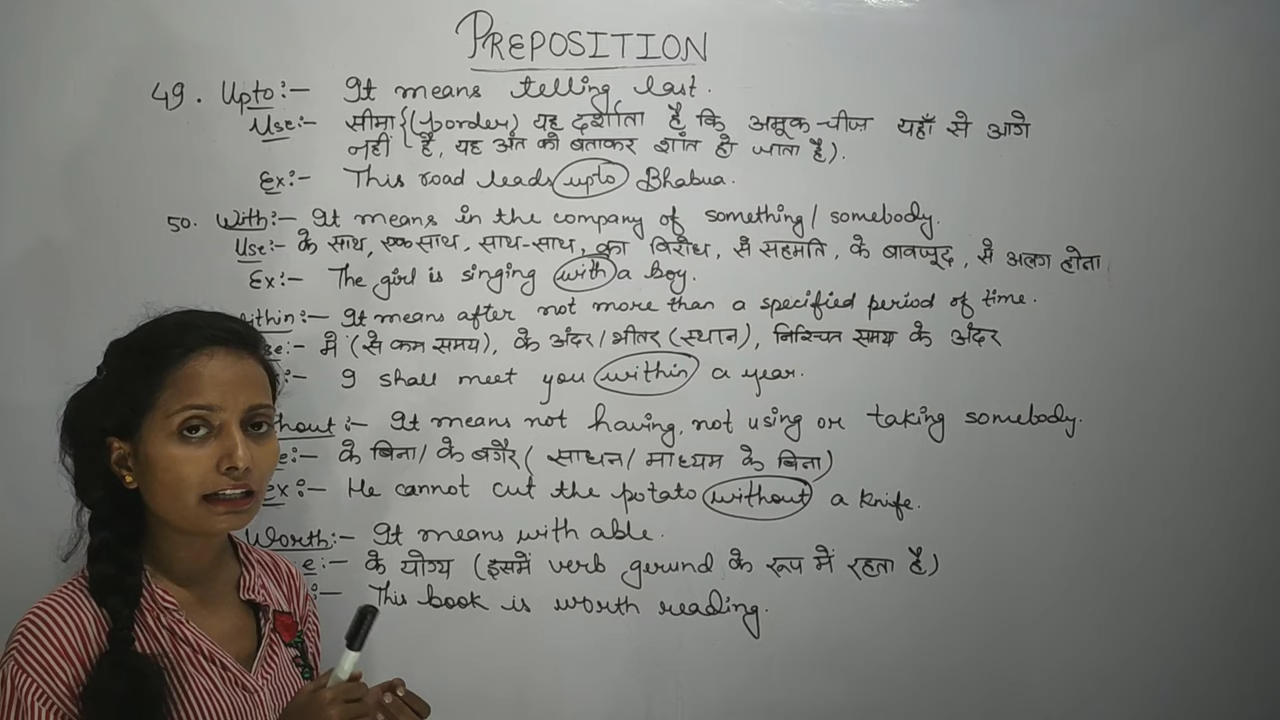 PREPOSITION
49. Upto:- It means telling last.
Use:- सीमा {(border) यह दर्शाता है कि अमूक-चीज यहाँ से आगे
नहीं है, यह अंत को बताकर शांत हो जाता है).
Ex:- This road leads upto Bhabua.
50. With:- It means in the company of something/somebody.
Use:- के साथ, एक साथ, साथ-साथ, का विरोध, से सहमति, के बावजूद, से अलग होता
Ex:- The girl is singing with a boy.
ithin:- It means after not more than a specified period of time.
se:- में (से कम समय), के अंदर/भीतर (स्थान), निश्चित समय के अंदर
:- I shall meet you within a year.
hout:- It means not having, not using or taking somebody.
e:- के बिना/के बगैर (साधन/माध्यम के बिना)
Ex:- He cannot cut the potato without a knife.
Worth:- It means with able.
e:- के योग्य (इसमें verb gerund के रूप में रहता है)
:- This book is worth reading.